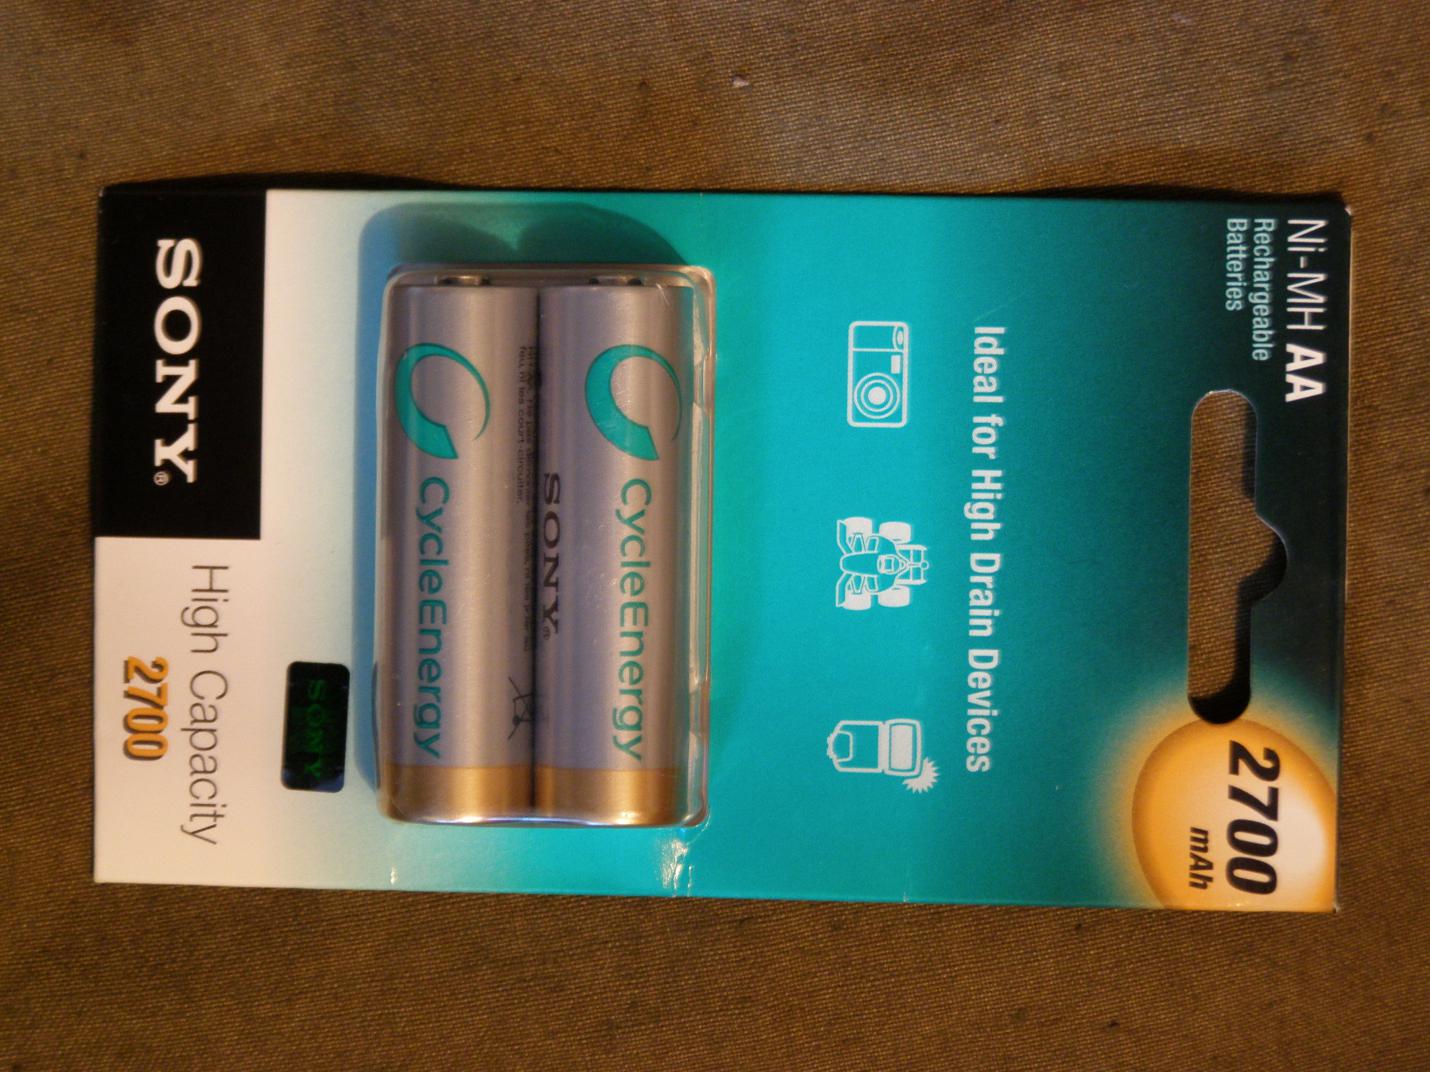 Ni-MH AA
Rechargeable
Batteries
2700
mAh
Ideal for High Drain Devices
CycleEnergy
SONY®
CycleEnergy
SONY
High Capacity
2700
SONY®